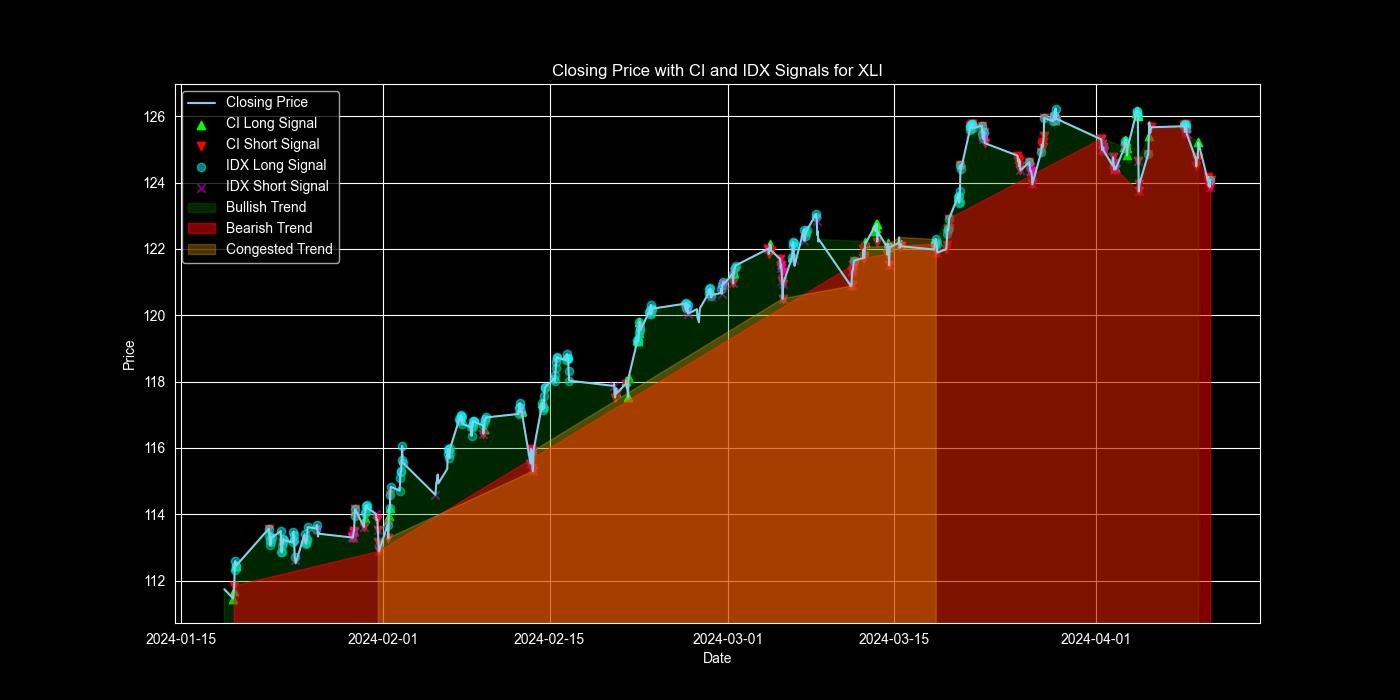 Closing Price with CI and IDX Signals for XLI
Closing Price
CI Long Signal
CI Short Signal
IDX Long Signal
IDX Short Signal
Bullish Trend
Bearish Trend
Congested Trend
Price
126
124
122
120
118
116
114
112
2024-01-15
2024-02-01
2024-02-15
2024-03-01
2024-03-15
2024-04-01
Date